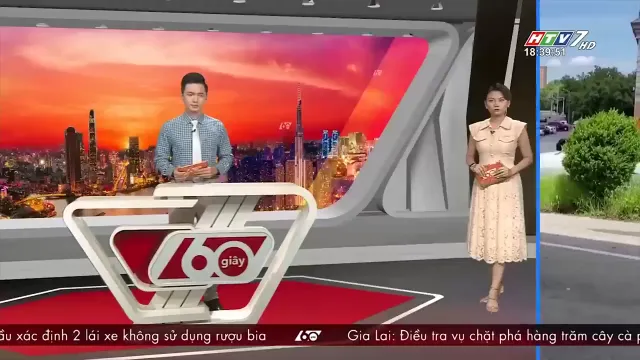 HTV7 HD
18:39:51
60 giây
ầu xác định 2 lái xe không sử dụng rượu bia 60 Gia Lai: Điều tra vụ chặt phá hàng trăm cây cà p